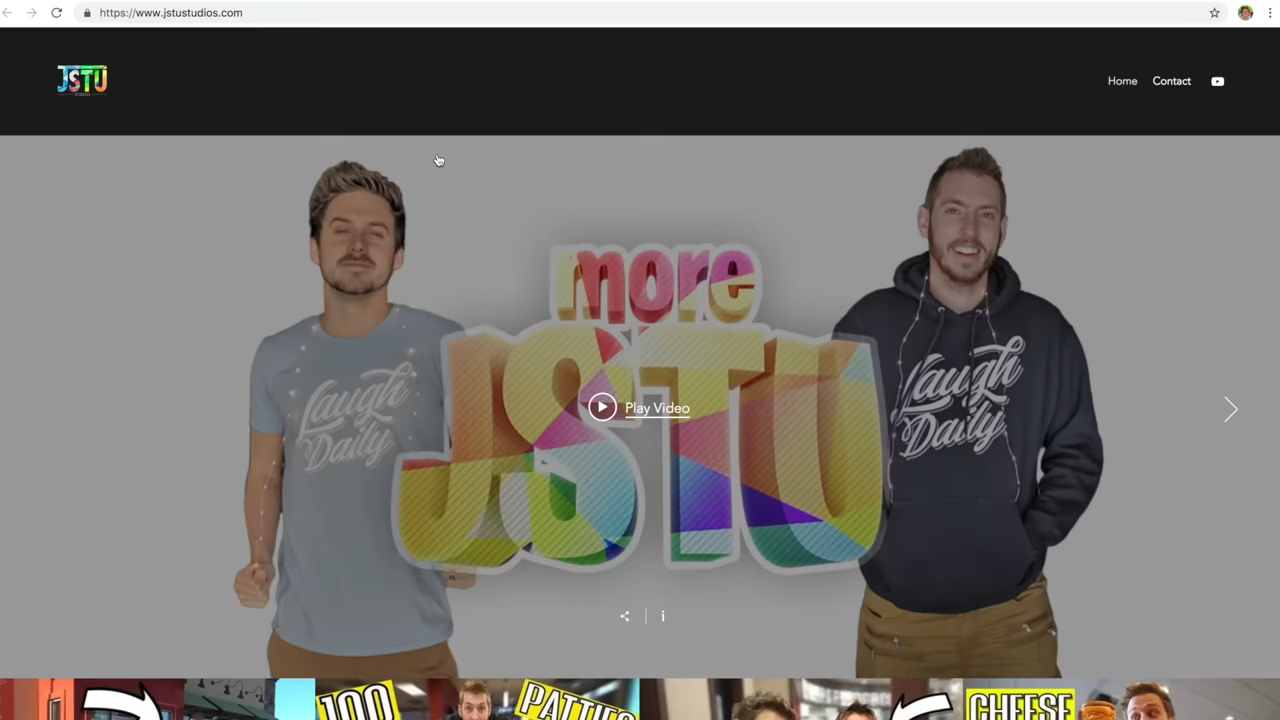 https://www.jstustudios.com
JSTU
Home Contact
more
JSTU
Laugh
Daily
Laugh
Daily
Play Video
100
PATTIES
CHEESE